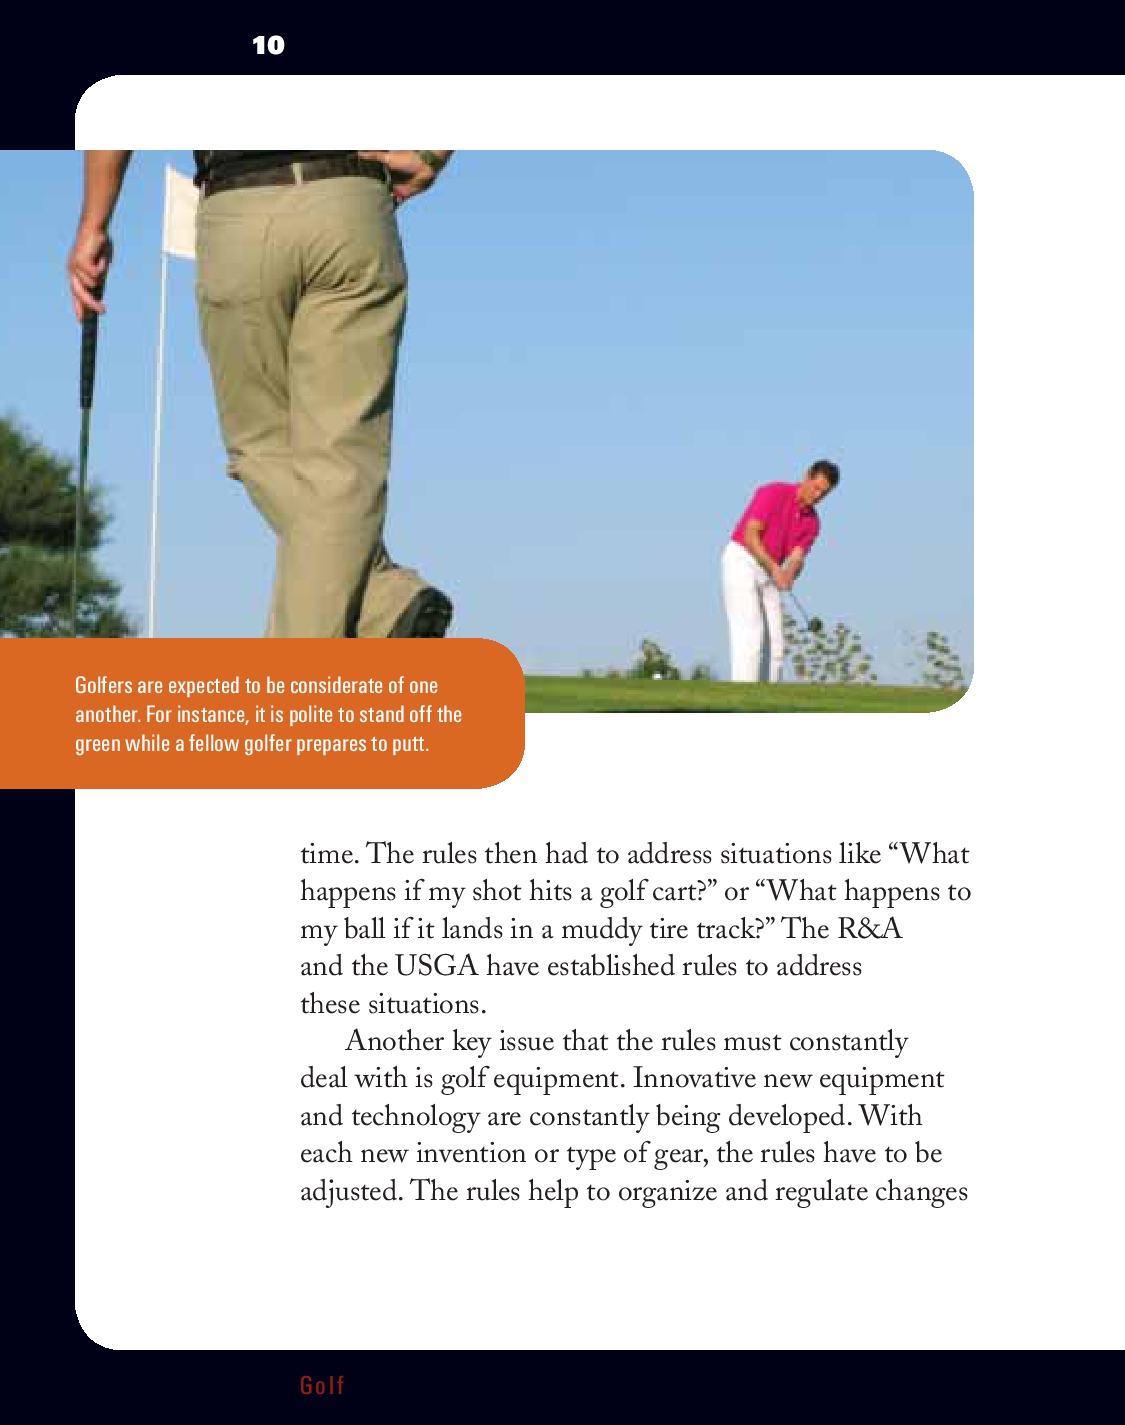 10
Golfers are expected to be considerate of one
another. For instance, it is polite to stand off the
green while a fellow golfer prepares to putt.
time. The rules then had to address situations like “What
happens if my shot hits a golf cart?” or “What happens to
my ball if it lands in a muddy tire track?” The R&A
and the USGA have established rules to address
these situations.
Another key issue that the rules must constantly
deal with is golf equipment. Innovative new equipment
and technology are constantly being developed. With
each new invention or type of gear, the rules have to be
adjusted. The rules help to organize and regulate changes
Golf